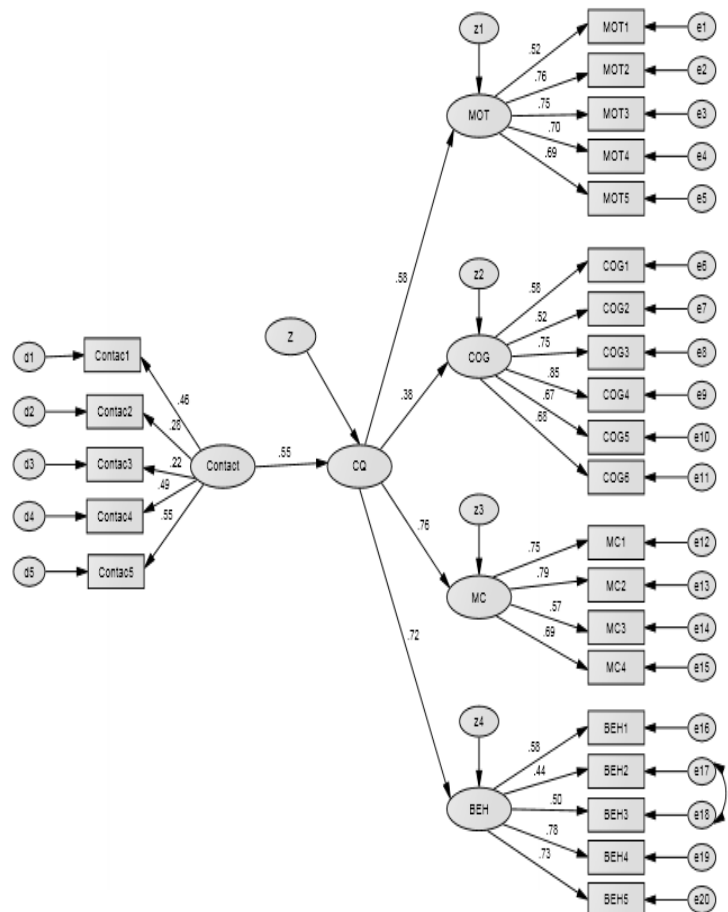 z1
MOT
.52
.76
.75
.70
.69
MOT1
MOT2
MOT3
MOT4
MOT5
e1
e2
e3
e4
e5
.58
z2
COG
.58
.52
.75
.85
.67
.68
COG1
COG2
COG3
COG4
COG5
COG6
e6
e7
e8
e9
e10
e11
Z
.38
d1
d2
d3
d4
d5
Contac1
Contac2
Contac3
Contac4
Contac5
.46
.28
.22
.49
.55
Contact
.55
CQ
.76
z3
MC
.75
.79
.57
.69
MC1
MC2
MC3
MC4
e12
e13
e14
e15
.72
z4
BEH
.58
.44
.50
.78
.73
BEH1
BEH2
BEH3
BEH4
BEH5
e16
e17
e18
e19
e20